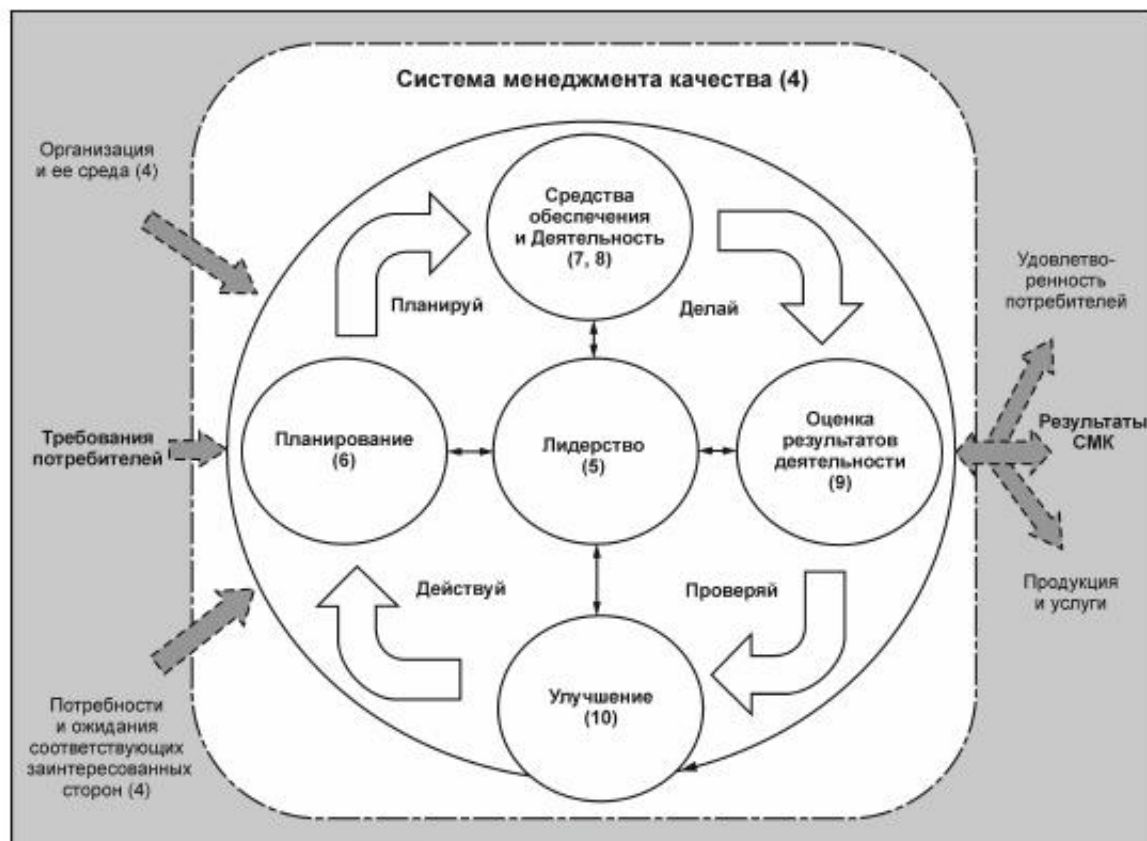 Система менеджмента качества (4)
Организация
и ее среда (4)
Средства
обеспечения
и Деятельность
(7, 8)
Планируй
Делай
Удовлетво-
ренность
потребителей
Требования
потребителей
Планирование
(6)
Лидерство
(5)
Оценка
результатов
деятельности
(9)
Результаты
СМК
Действуй
Проверяй
Продукция
и услуги
Улучшение
(10)
Потребности
и ожидания
соответствующих
заинтересованных
сторон (4)